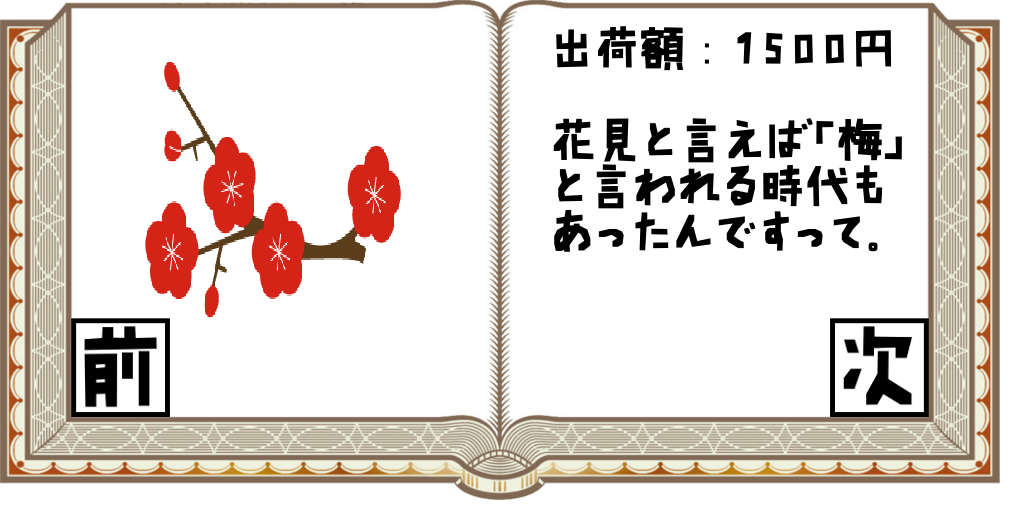 出荷額：1500円
花見と言えば「梅」
と言われる時代も
あったんですって。
前
次